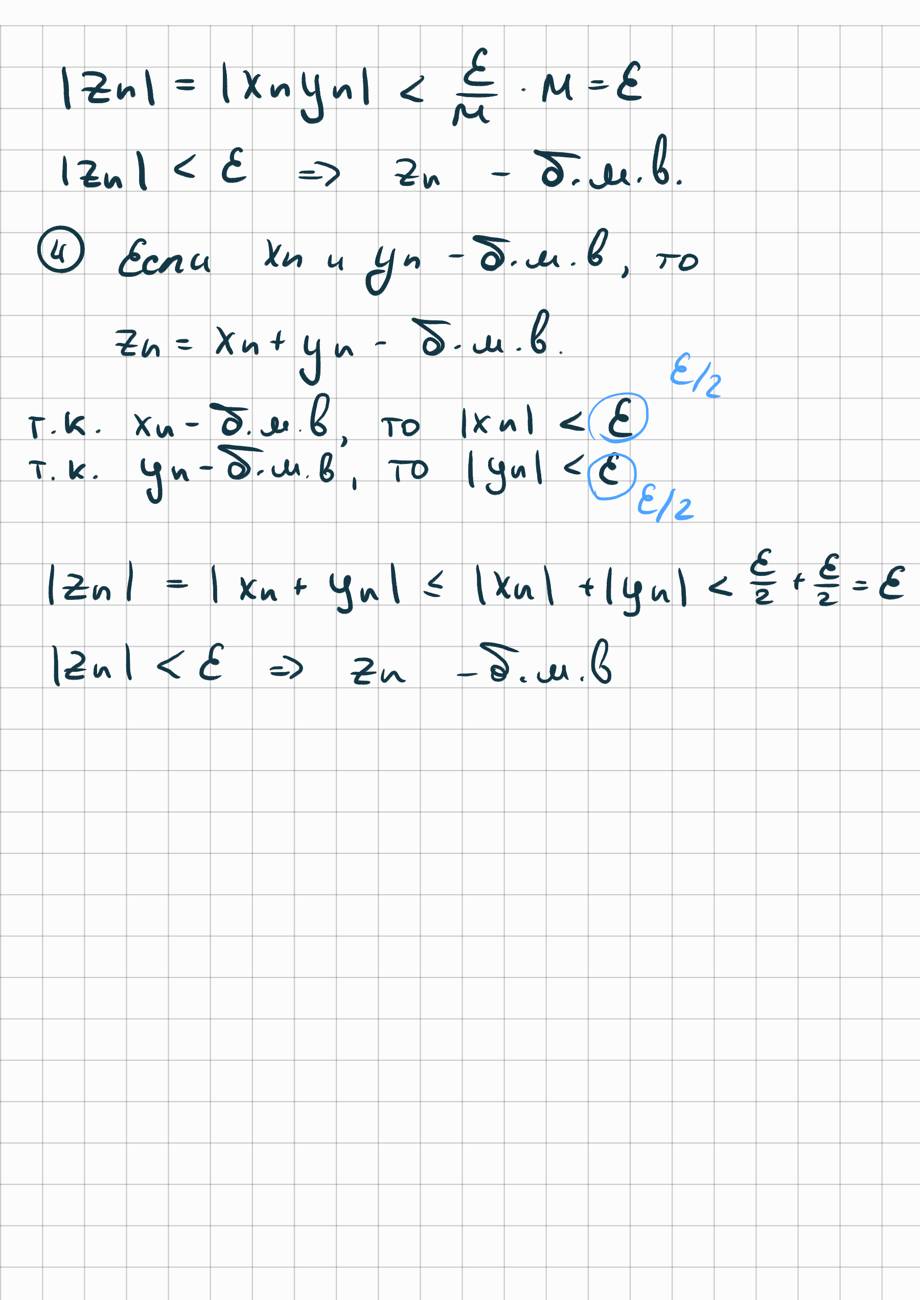 |zn| = |xnyn| < ε/м · м = ε
|zn| < ε ⇒ zn - б.м.в.
④ Если xn и yn - б.м.в, то
zn = xn + yn - б.м.в.
ε/2
т.к. xn - б.м.в, то |xn| < ε
т.к. yn - б.м.в, то |yn| < ε
ε/2
|zn| = |xn + yn| ≤ |xn| + |yn| < ε/2 + ε/2 = ε
|zn| < ε ⇒ zn - б.м.в